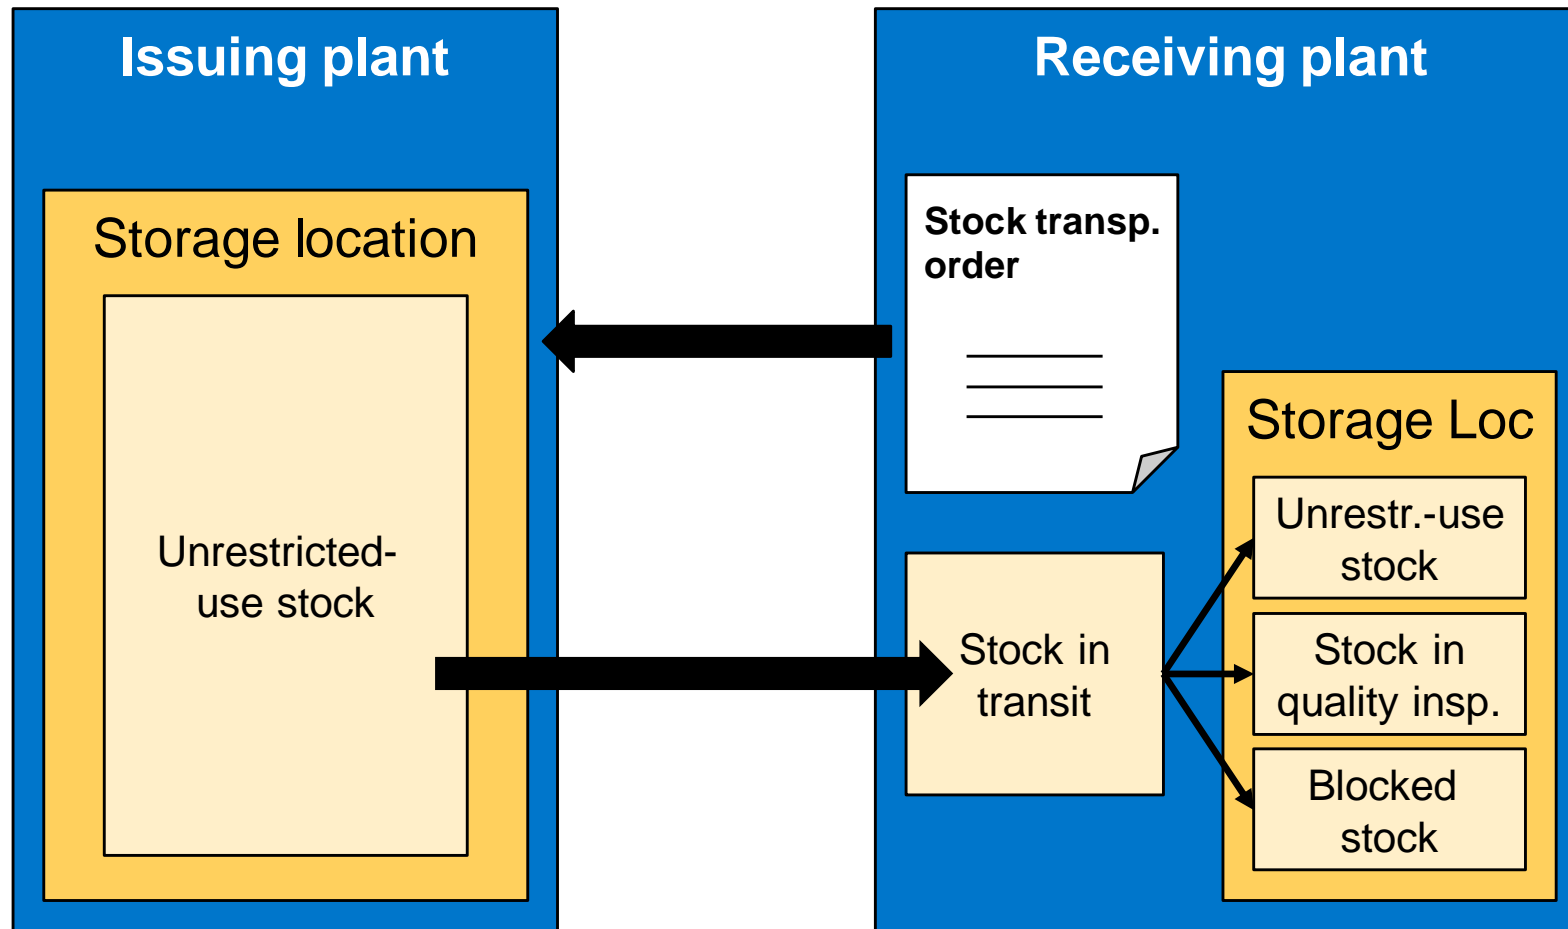 Issuing plant
Storage location
Unrestricted-
use stock
Receiving plant
Stock transp.
order
Stock in
transit
Storage Loc
Unrestr.-use
stock
Stock in
quality insp.
Blocked
stock